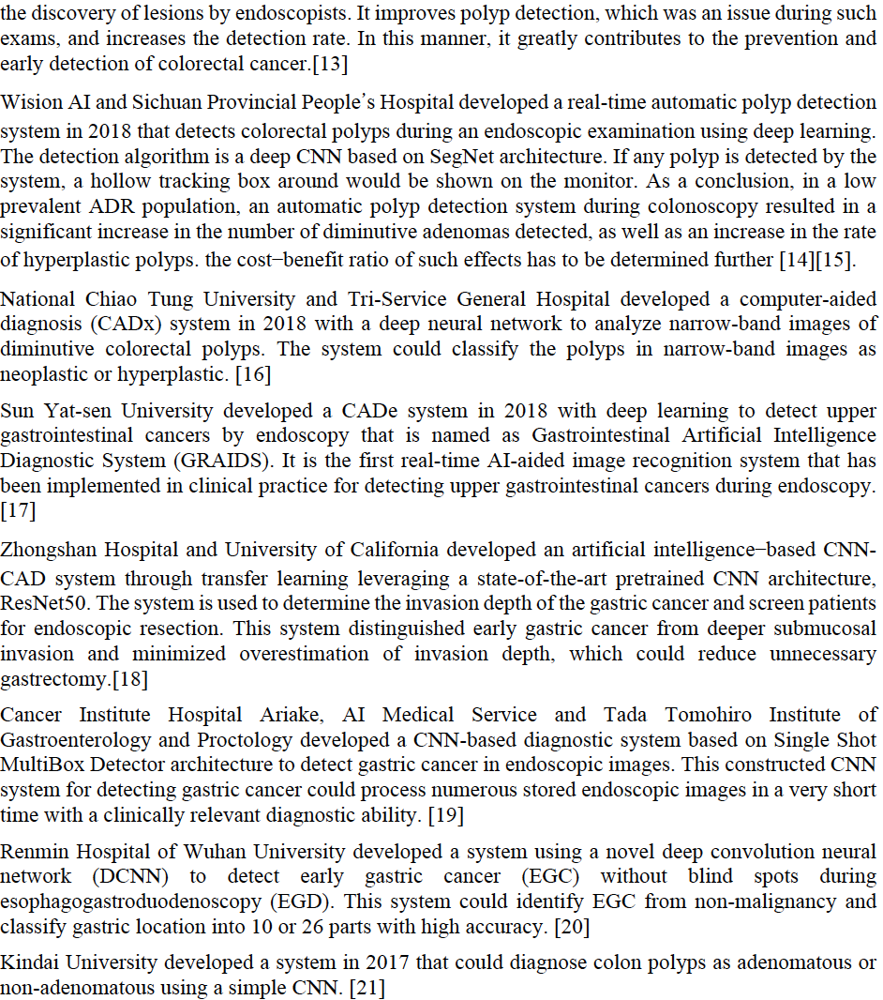 the discovery of lesions by endoscopists. It improves polyp detection, which was an issue during such
exams, and increases the detection rate. In this manner, it greatly contributes to the prevention and
early detection of colorectal cancer.[13]
Wision AI and Sichuan Provincial People’s Hospital developed a real-time automatic polyp detection
system in 2018 that detects colorectal polyps during an endoscopic examination using deep learning.
The detection algorithm is a deep CNN based on SegNet architecture. If any polyp is detected by the
system, a hollow tracking box around would be shown on the monitor. As a conclusion, in a low
prevalent ADR population, an automatic polyp detection system during colonoscopy resulted in a
significant increase in the number of diminutive adenomas detected, as well as an increase in the rate
of hyperplastic polyps. the cost−benefit ratio of such effects has to be determined further [14][15].
National Chiao Tung University and Tri-Service General Hospital developed a computer-aided
diagnosis (CADx) system in 2018 with a deep neural network to analyze narrow-band images of
diminutive colorectal polyps. The system could classify the polyps in narrow-band images as
neoplastic or hyperplastic. [16]
Sun Yat-sen University developed a CADe system in 2018 with deep learning to detect upper
gastrointestinal cancers by endoscopy that is named as Gastrointestinal Artificial Intelligence
Diagnostic System (GRAIDS). It is the first real-time AI-aided image recognition system that has
been implemented in clinical practice for detecting upper gastrointestinal cancers during endoscopy.
[17]
Zhongshan Hospital and University of California developed an artificial intelligence−based CNN-
CAD system through transfer learning leveraging a state-of-the-art pretrained CNN architecture,
ResNet50. The system is used to determine the invasion depth of the gastric cancer and screen patients
for endoscopic resection. This system distinguished early gastric cancer from deeper submucosal
invasion and minimized overestimation of invasion depth, which could reduce unnecessary
gastrectomy.[18]
Cancer Institute Hospital Ariake, AI Medical Service and Tada Tomohiro Institute of
Gastroenterology and Proctology developed a CNN-based diagnostic system based on Single Shot
MultiBox Detector architecture to detect gastric cancer in endoscopic images. This constructed CNN
system for detecting gastric cancer could process numerous stored endoscopic images in a very short
time with a clinically relevant diagnostic ability. [19]
Renmin Hospital of Wuhan University developed a system using a novel deep convolution neural
network (DCNN) to detect early gastric cancer (EGC) without blind spots during
esophagogastroduodenoscopy (EGD). This system could identify EGC from non-malignancy and
classify gastric location into 10 or 26 parts with high accuracy. [20]
Kindai University developed a system in 2017 that could diagnose colon polyps as adenomatous or
non-adenomatous using a simple CNN. [21]